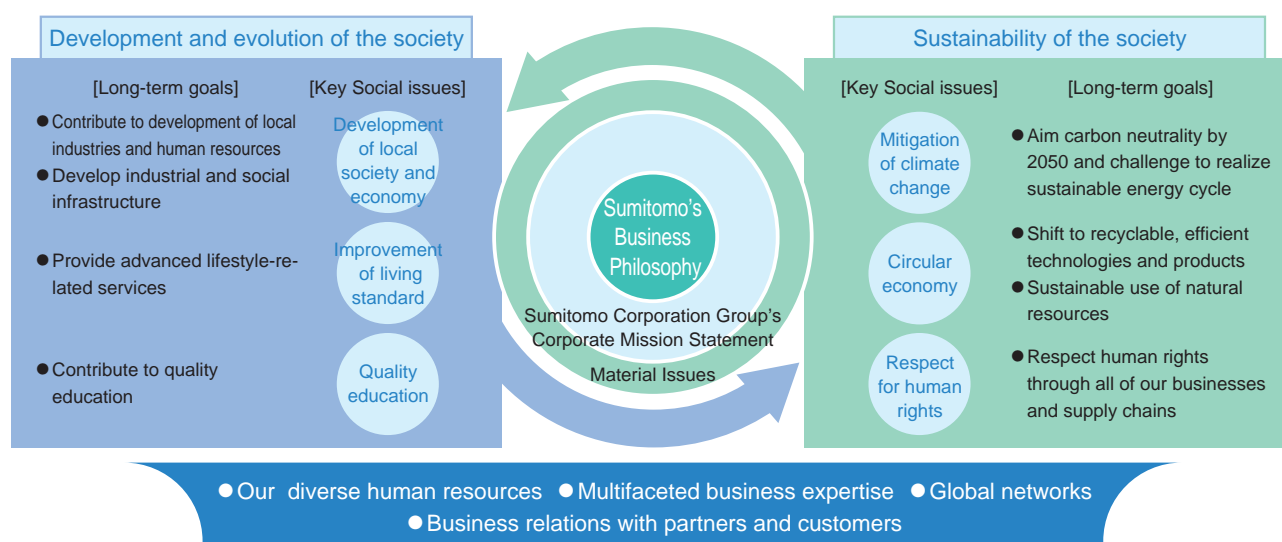 Development and evolution of the society
[Long-term goals]
[Key Social issues]
● Contribute to development of local
industries and human resources
● Develop industrial and social
infrastructure
Development
of local
society and
economy
● Provide advanced lifestyle-re-
lated services
Improvement
of living
standard
● Contribute to quality
education
Quality
education
Sumitomo's
Business
Philosophy
Sumitomo Corporation Group's
Corporate Mission Statement
Material Issues
Sustainability of the society
[Key Social issues]
[Long-term goals]
Mitigation
of climate
change
● Aim carbon neutrality by
2050 and challenge to realize
sustainable energy cycle
Circular
economy
● Shift to recyclable, efficient
technologies and products
● Sustainable use of natural
resources
Respect
for human
rights
● Respect human rights
through all of our businesses
and supply chains
● Our diverse human resources ● Multifaceted business expertise ● Global networks
● Business relations with partners and customers